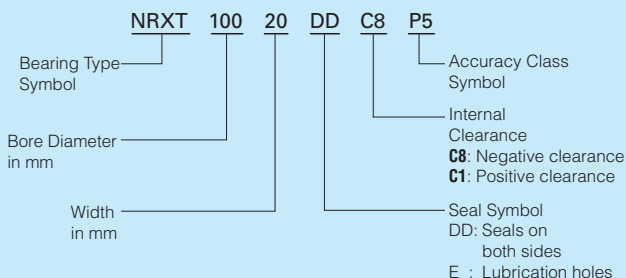 NRXT 100 20 DD C8 P5
Bearing Type
Symbol
Bore Diameter
in mm
Width
in mm
Accuracy Class
Symbol
Internal
Clearance
C8: Negative clearance
C1: Positive clearance
Seal Symbol
DD: Seals on
both sides
E : Lubrication holes